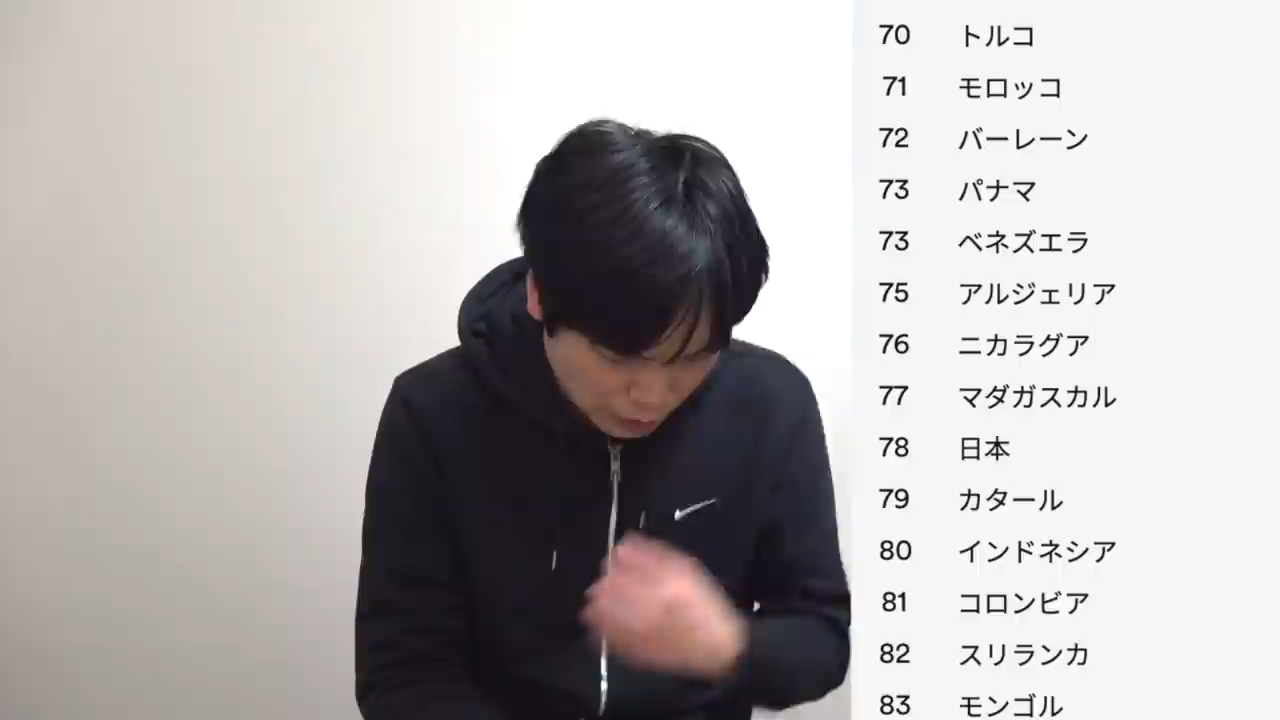 70 トルコ
71 モロッコ
72 バーレーン
73 パナマ
73 ベネズエラ
75 アルジェリア
76 ニカラグア
77 マダガスカル
78 日本
79 カタール
80 インドネシア
81 コロンビア
82 スリランカ
83 モンゴル